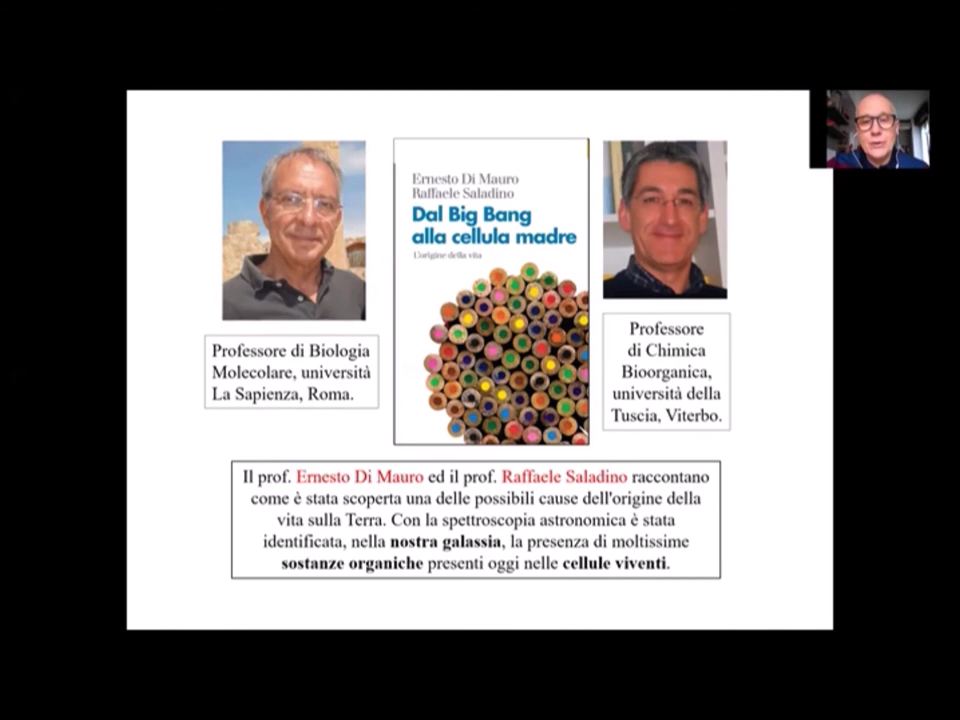 Ernesto Di Mauro
Raffaele Saladino
Dal Big Bang
alla cellula madre
L'origine della vita
Professore di Biologia
Molecolare, università
La Sapienza, Roma.
Professore
di Chimica
Bioorganica,
università della
Tuscia, Viterbo.
Il prof. Ernesto Di Mauro ed il prof. Raffaele Saladino raccontano
come è stata scoperta una delle possibili cause dell'origine della
vita sulla Terra. Con la spettroscopia astronomica è stata
identificata, nella nostra galassia, la presenza di moltissime
sostanze organiche presenti oggi nelle cellule viventi.